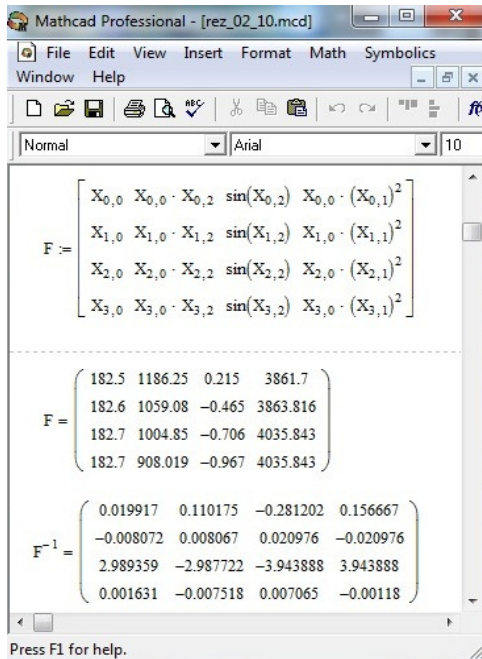 Mathcad Professional - [rez_02_10.mcd]
File Edit View Insert Format Math Symbolics
Window Help
Normal Arial 10
F := [ X₀,₀ X₀,₀ · X₀,₂ sin(X₀,₂) X₀,₀ · (X₀,₁)²
X₁,₀ X₁,₀ · X₁,₂ sin(X₁,₂) X₁,₀ · (X₁,₁)²
X₂,₀ X₂,₀ · X₂,₂ sin(X₂,₂) X₂,₀ · (X₂,₁)²
X₃,₀ X₃,₀ · X₃,₂ sin(X₃,₂) X₃,₀ · (X₃,₁)² ]
F = ( 182.5 1186.25 0.215 3861.7
182.6 1059.08 −0.465 3863.816
182.7 1004.85 −0.706 4035.843
182.7 908.019 −0.967 4035.843 )
F⁻¹ = ( 0.019917 0.110175 −0.281202 0.156667
−0.008072 0.008067 0.020976 −0.020976
2.989359 −2.987722 −3.943888 3.943888
0.001631 −0.007518 0.007065 −0.00118 )
Press F1 for help.